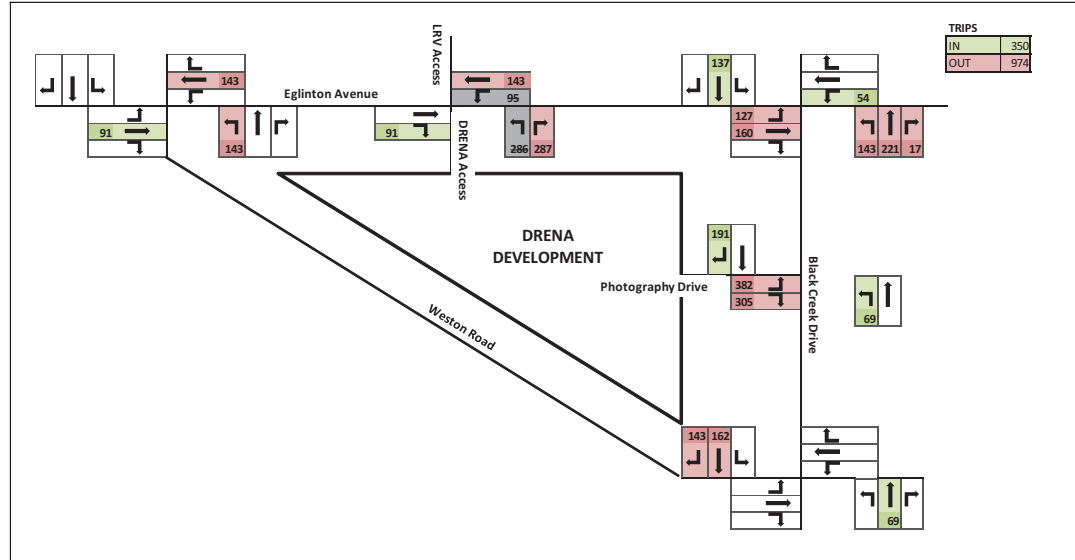 TRIPS
IN 350
OUT 974
LRV Access
137
143
143
Eglinton Avenue
95
54
91
91
127
160
143
286 287
143 221 17
DRENA Access
DRENA
DEVELOPMENT
191
Photography Drive
382
305
Black Creek Drive
69
Weston Road
143 162
69